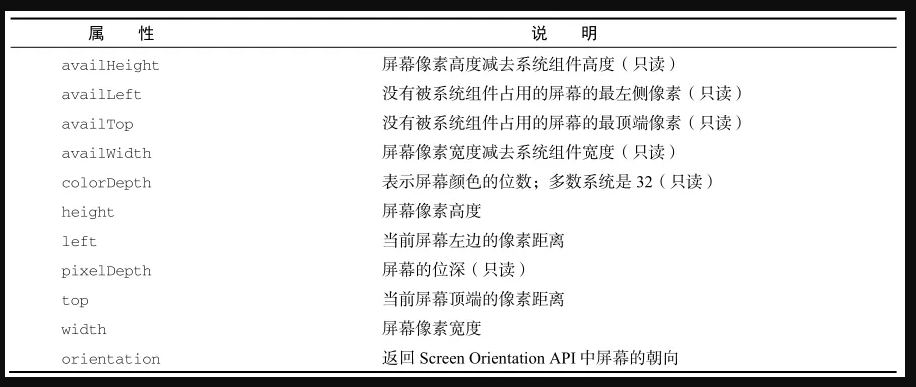 属 性 说 明
availHeight 屏幕像素高度减去系统组件高度(只读)
availLeft 没有被系统组件占用的屏幕的最左侧像素(只读)
availTop 没有被系统组件占用的屏幕的最顶端像素(只读)
availWidth 屏幕像素宽度减去系统组件宽度(只读)
colorDepth 表示屏幕颜色的位数;多数系统是 32(只读)
height 屏幕像素高度
left 当前屏幕左边的像素距离
pixelDepth 屏幕的位深(只读)
top 当前屏幕顶端的像素距离
width 屏幕像素宽度
orientation 返回 Screen Orientation API 中屏幕的朝向